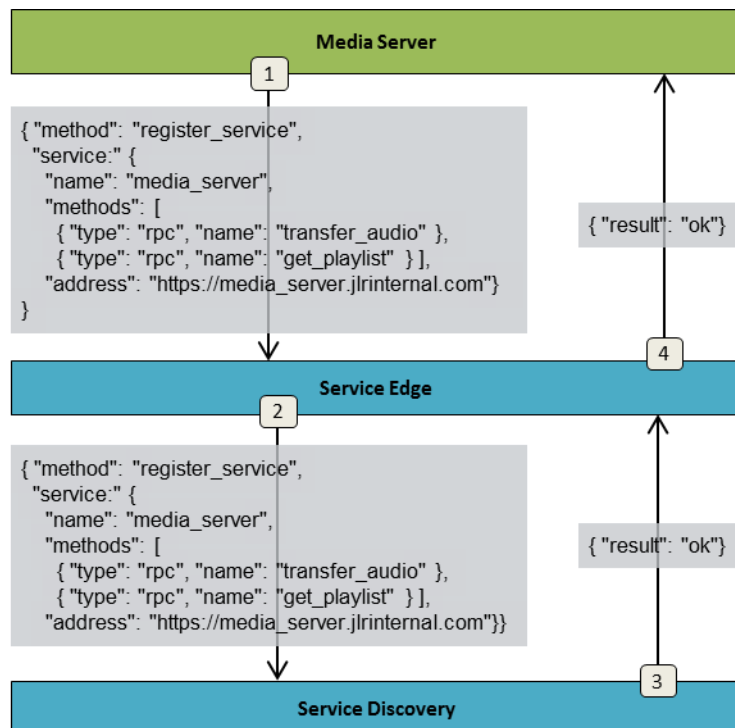 Media Server
1
{ "method": "register_service",
"service:" {
"name": "media_server",
"methods": [
{ "type": "rpc", "name": "transfer_audio" },
{ "type": "rpc", "name": "get_playlist" } ],
"address": "https://media_server.jlrinternal.com"}
}
{ "result": "ok"}
4
Service Edge
2
{ "method": "register_service",
"service:" {
"name": "media_server",
"methods": [
{ "type": "rpc", "name": "transfer_audio" },
{ "type": "rpc", "name": "get_playlist" } ],
"address": "https://media_server.jlrinternal.com"}}
{ "result": "ok"}
3
Service Discovery